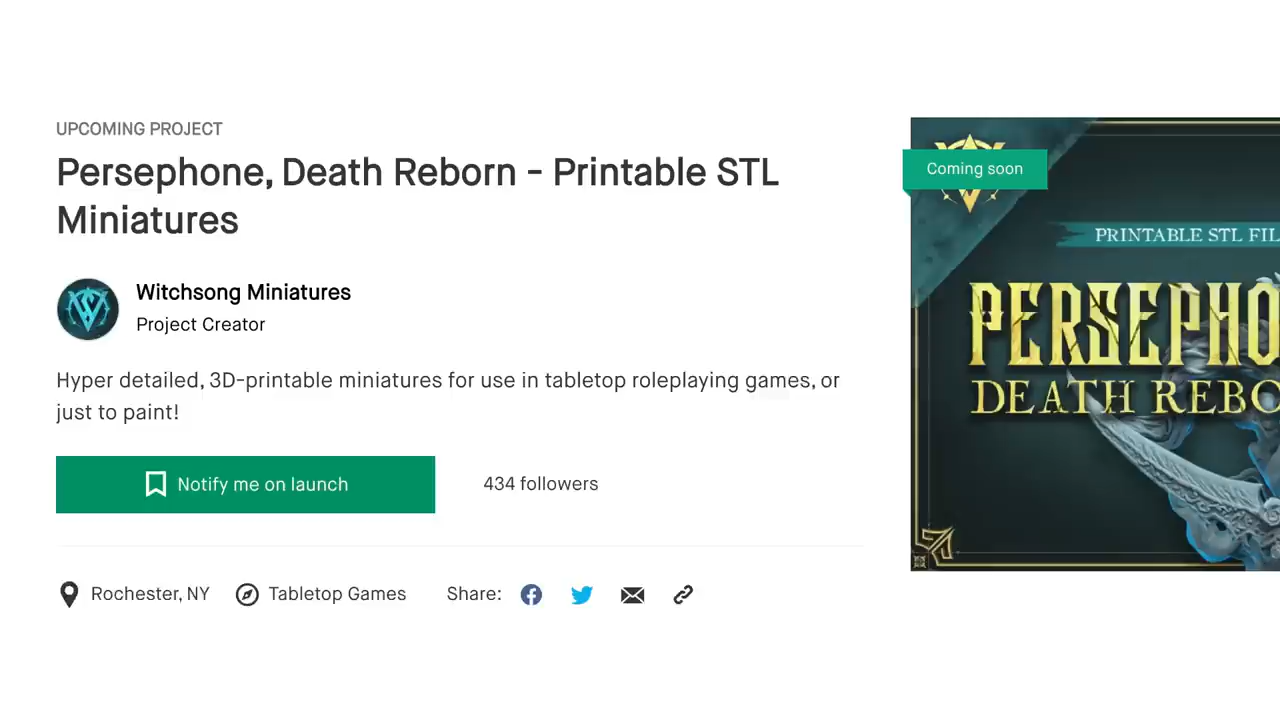 UPCOMING PROJECT
Persephone, Death Reborn - Printable STL
Miniatures
Witchsong Miniatures
Project Creator
Hyper detailed, 3D-printable miniatures for use in tabletop roleplaying games, or
just to paint!
Notify me on launch
434 followers
Rochester, NY
Tabletop Games
Share:
Coming soon
PRINTABLE STL FIL
PERSEPHO
DEATH REBO